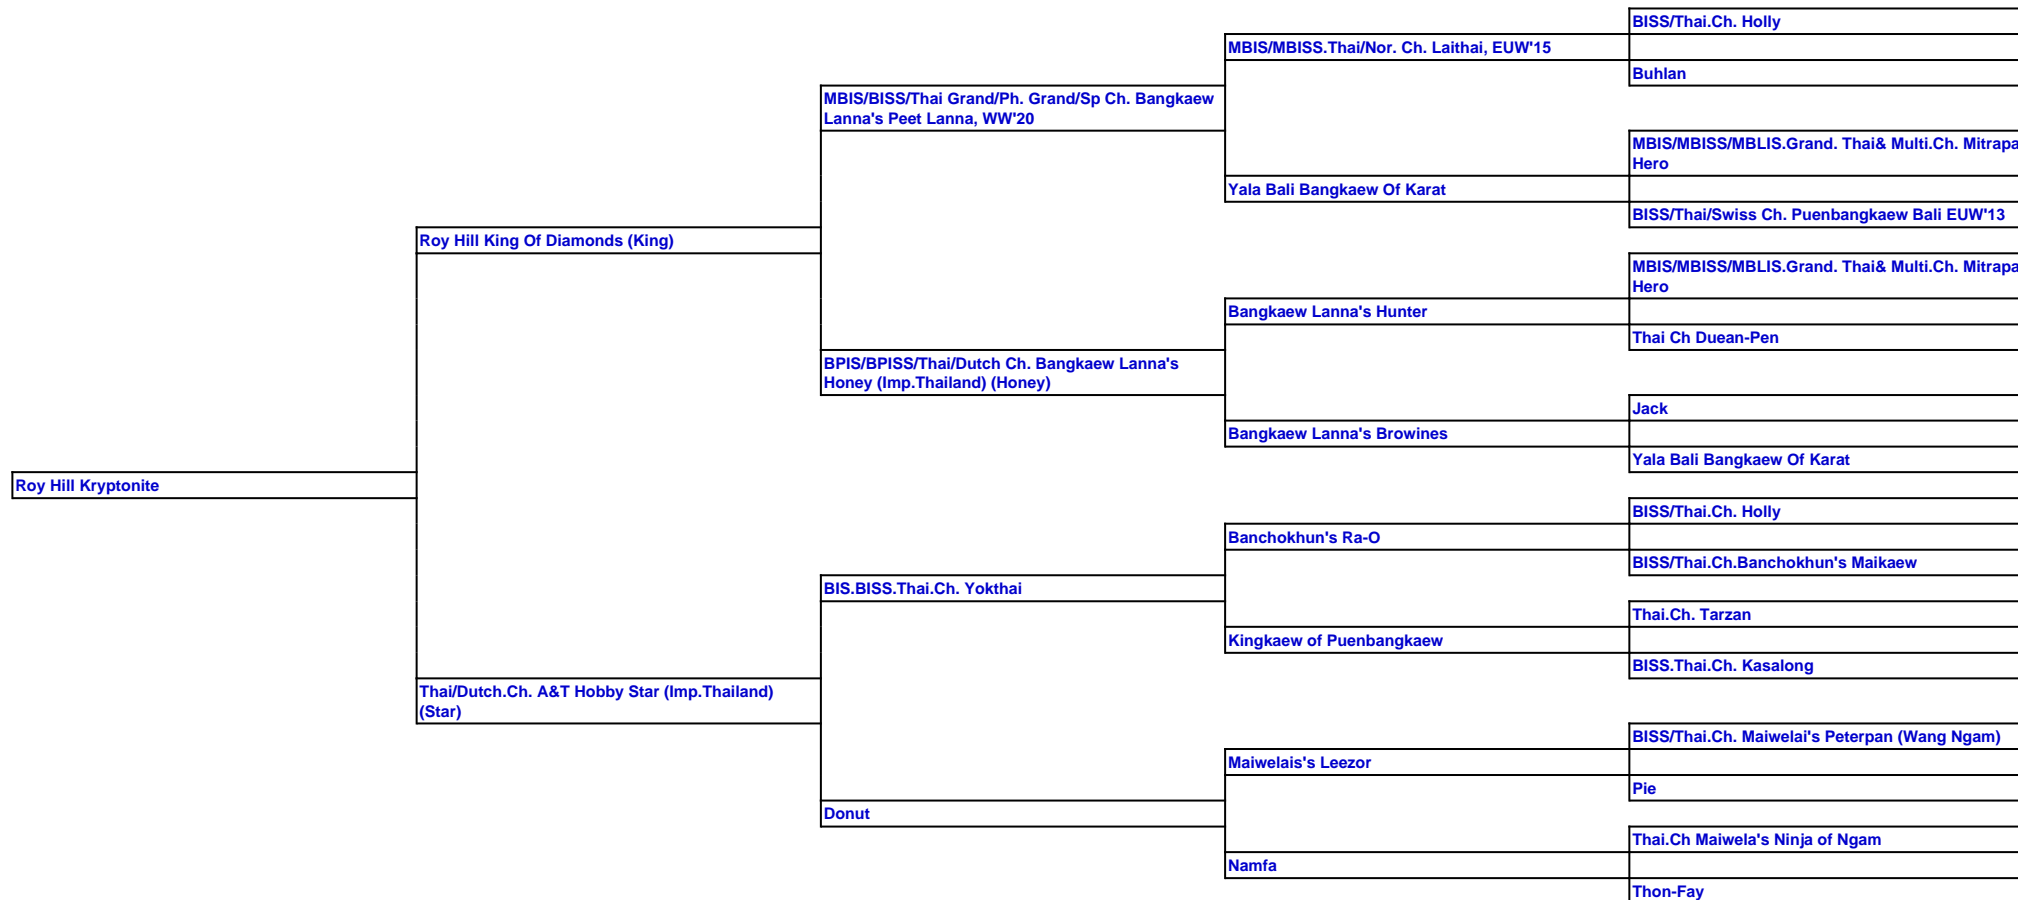 BISS/Thai.Ch. Holly
MBIS/MBISS.Thai/Nor. Ch. Laithai, EUW'15
Buhlan
MBIS/BISS/Thai Grand/Ph. Grand/Sp Ch. Bangkaew
Lanna's Peet Lanna, WW'20
MBIS/MBISS/MBLIS.Grand. Thai& Multi.Ch. Mitrapa
Hero
Yala Bali Bangkaew Of Karat
BISS/Thai/Swiss Ch. Puenbangkaew Bali EUW'13
Roy Hill King Of Diamonds (King)
MBIS/MBISS/MBLIS.Grand. Thai& Multi.Ch. Mitrapa
Hero
Bangkaew Lanna's Hunter
Thai Ch Duean-Pen
BPIS/BPISS/Thai/Dutch Ch. Bangkaew Lanna's
Honey (Imp.Thailand) (Honey)
Jack
Bangkaew Lanna's Browines
Yala Bali Bangkaew Of Karat
Roy Hill Kryptonite
BISS/Thai.Ch. Holly
Banchokhun's Ra-O
BISS/Thai.Ch.Banchokhun's Maikaew
BIS.BISS.Thai.Ch. Yokthai
Thai.Ch. Tarzan
Kingkaew of Puenbangkaew
BISS.Thai.Ch. Kasalong
Thai/Dutch.Ch. A&T Hobby Star (Imp.Thailand)
(Star)
BISS/Thai.Ch. Maiwelai's Peterpan (Wang Ngam)
Maiwelais's Leezor
Pie
Donut
Thai.Ch Maiwela's Ninja of Ngam
Namfa
Thon-Fay